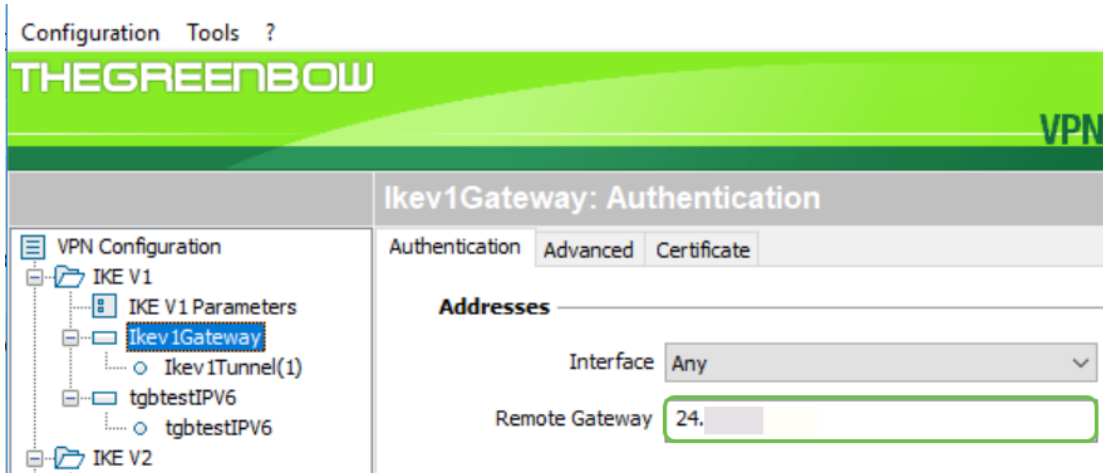 Configuration Tools ?
THEGREENBOW
VPN
Ikev1Gateway: Authentication
VPN Configuration
IKE V1
IKE V1 Parameters
Ikev1Gateway
Ikev1Tunnel(1)
tgbtestIPV6
tgbtestIPV6
IKE V2
Authentication Advanced Certificate
Addresses
Interface Any
Remote Gateway 24.